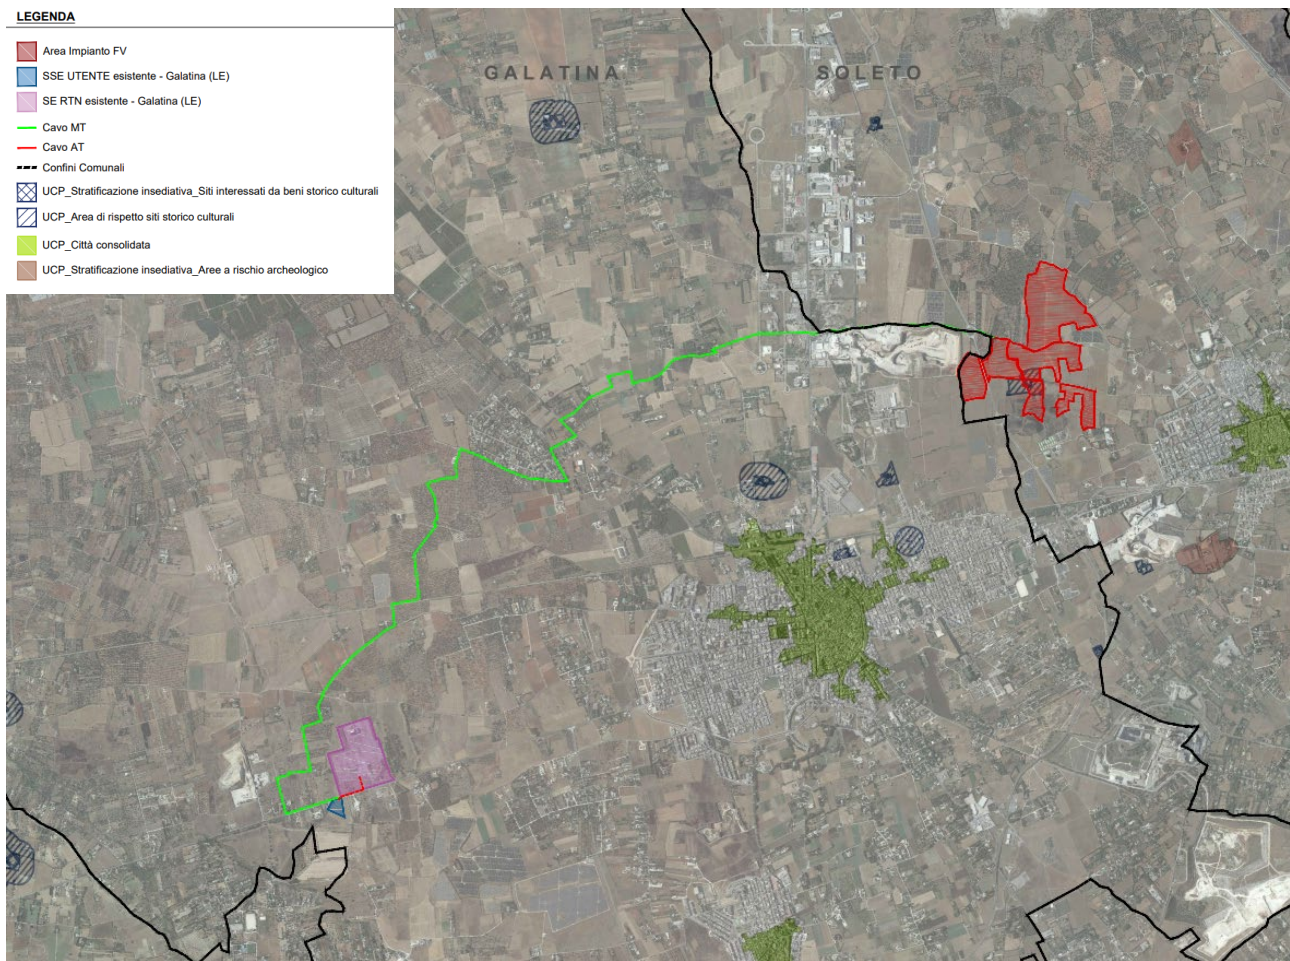 LEGENDA
Area Impianto FV
SSE UTENTE esistente - Galatina (LE)
SE RTN esistente - Galatina (LE)
Cavo MT
Cavo AT
Confini Comunali
UCP_Stratificazione insediativa_Siti interessati da beni storico culturali
UCP_Area di rispetto siti storico culturali
UCP_Città consolidata
UCP_Stratificazione insediativa_Aree a rischio archeologico
GALATINA
SOLETO